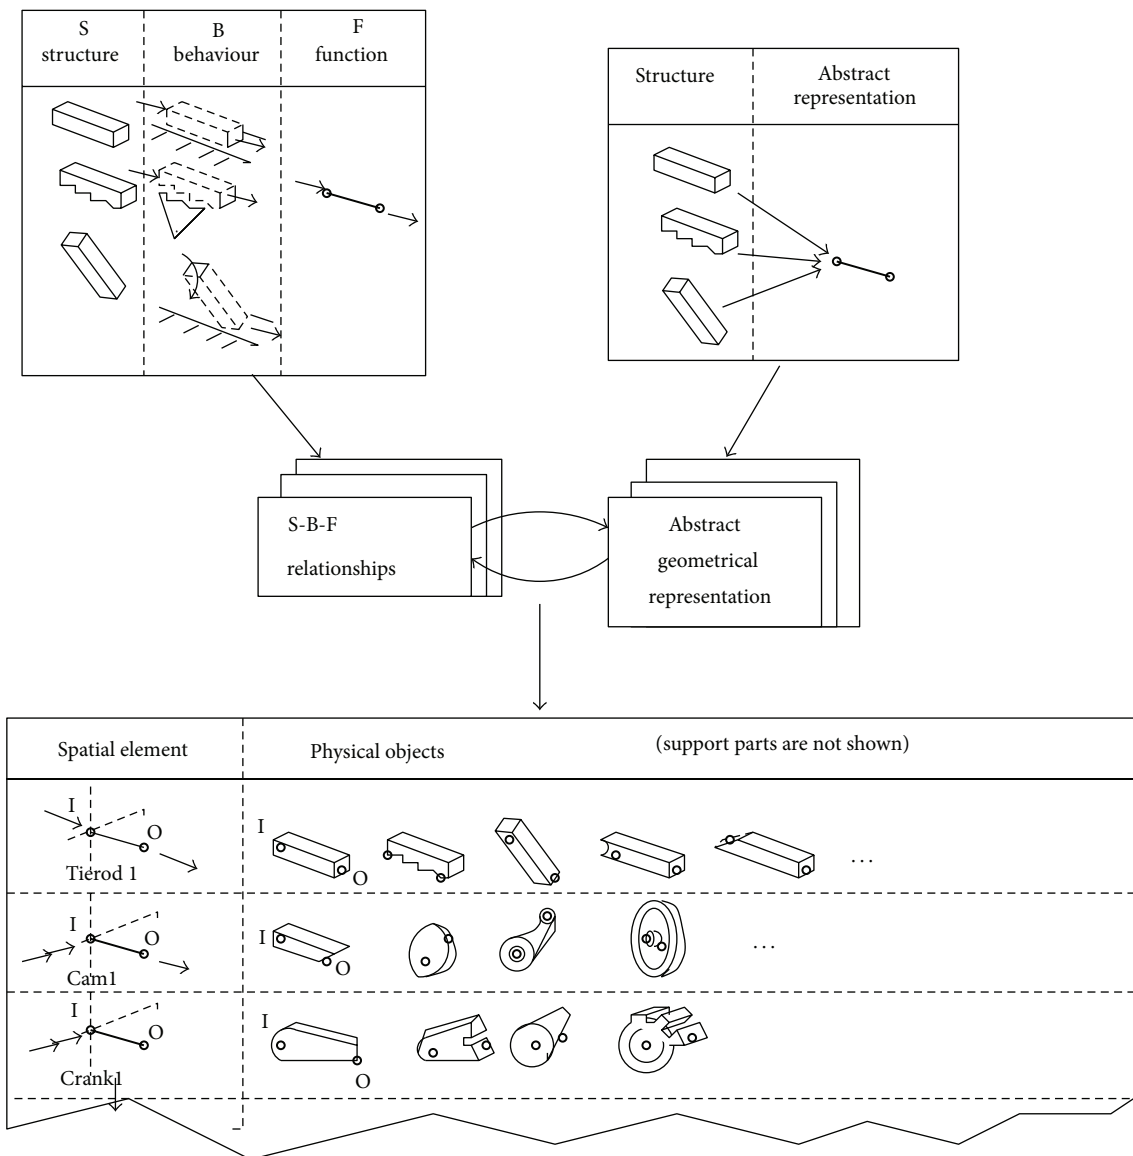 S
structure
B
behaviour
F
function
Structure
Abstract
representation
S-B-F
relationships
Abstract
geometrical
representation
Spatial element
Physical objects
(support parts are not shown)
I
O
Tierod 1
I
O
...
I
O
Cam1
I
O
...
I
O
Crank1
I
O